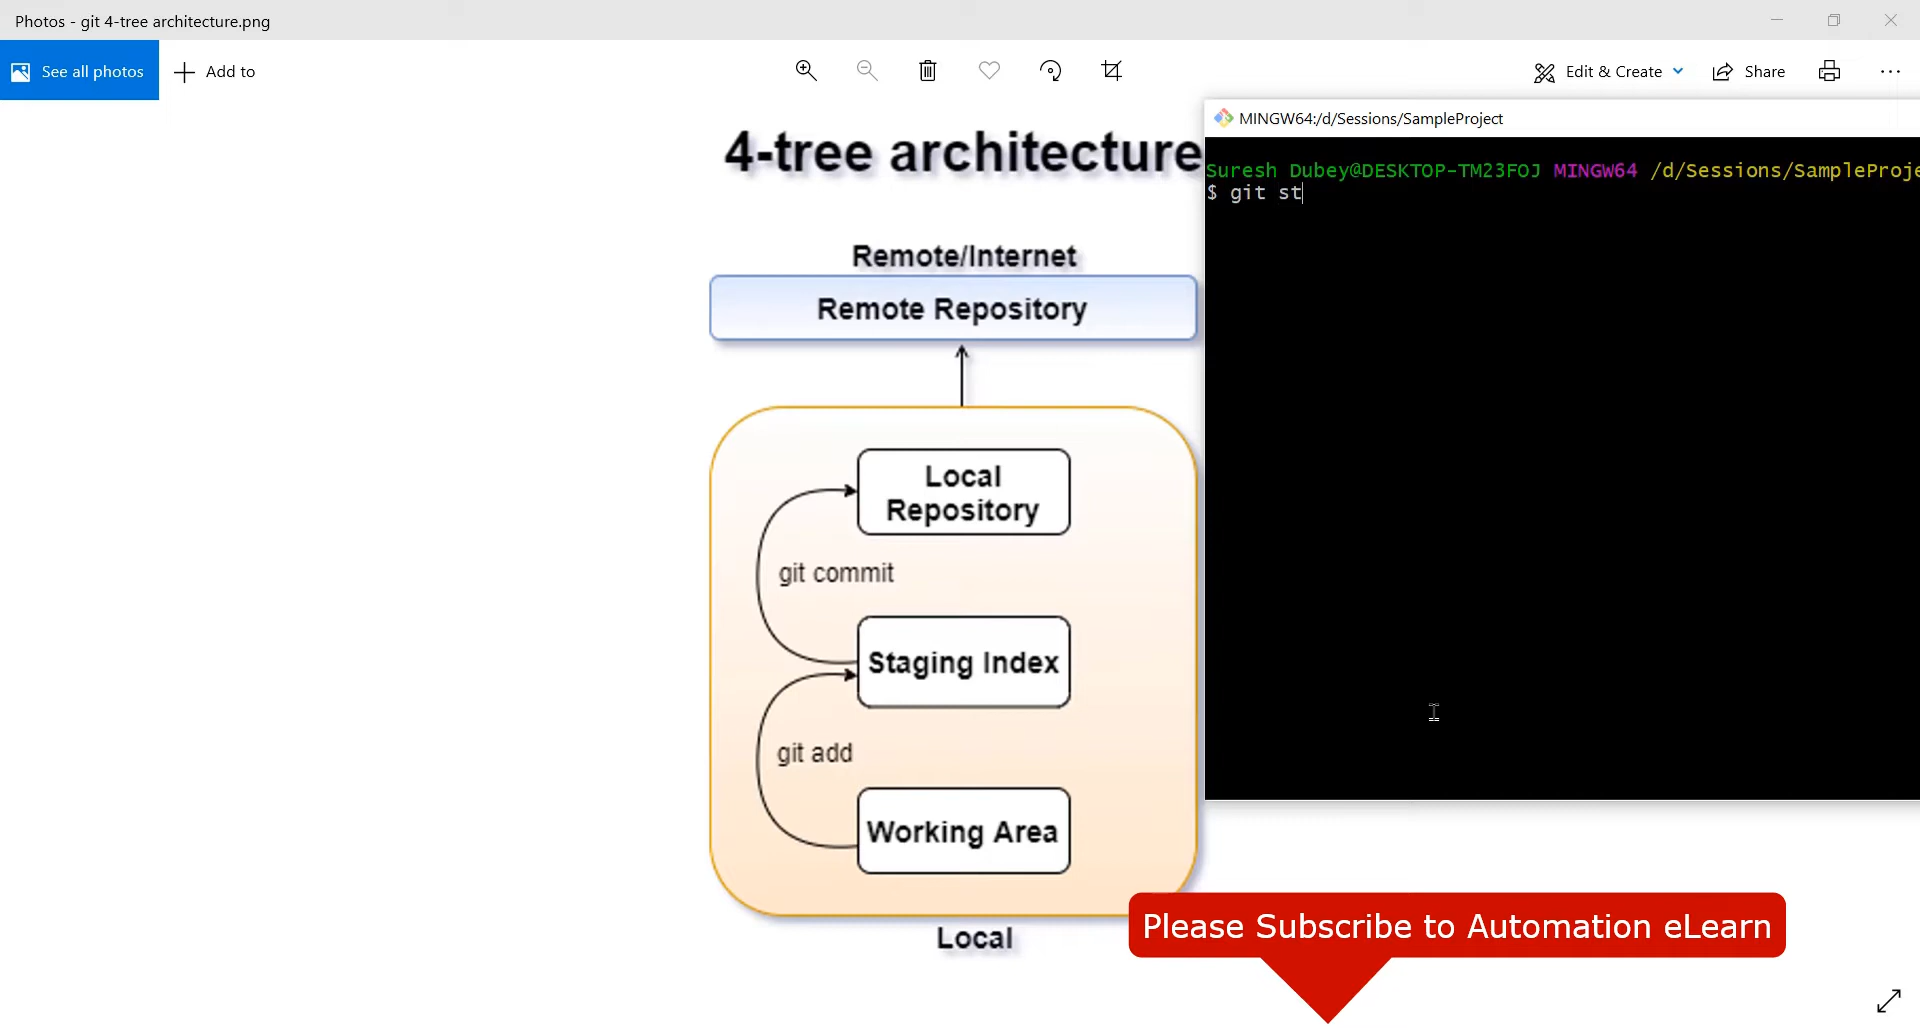 Photos - git 4-tree architecture.png
See all photos
Add to
Edit & Create
Share
4-tree architecture
MINGW64:/d/Sessions/SampleProject
Suresh Dubey@DESKTOP-TM23FOJ MINGW64 /d/Sessions/SampleProje
$ git st
Remote/Internet
Remote Repository
Local
Repository
git commit
Staging Index
git add
Working Area
Local
Please Subscribe to Automation eLearn